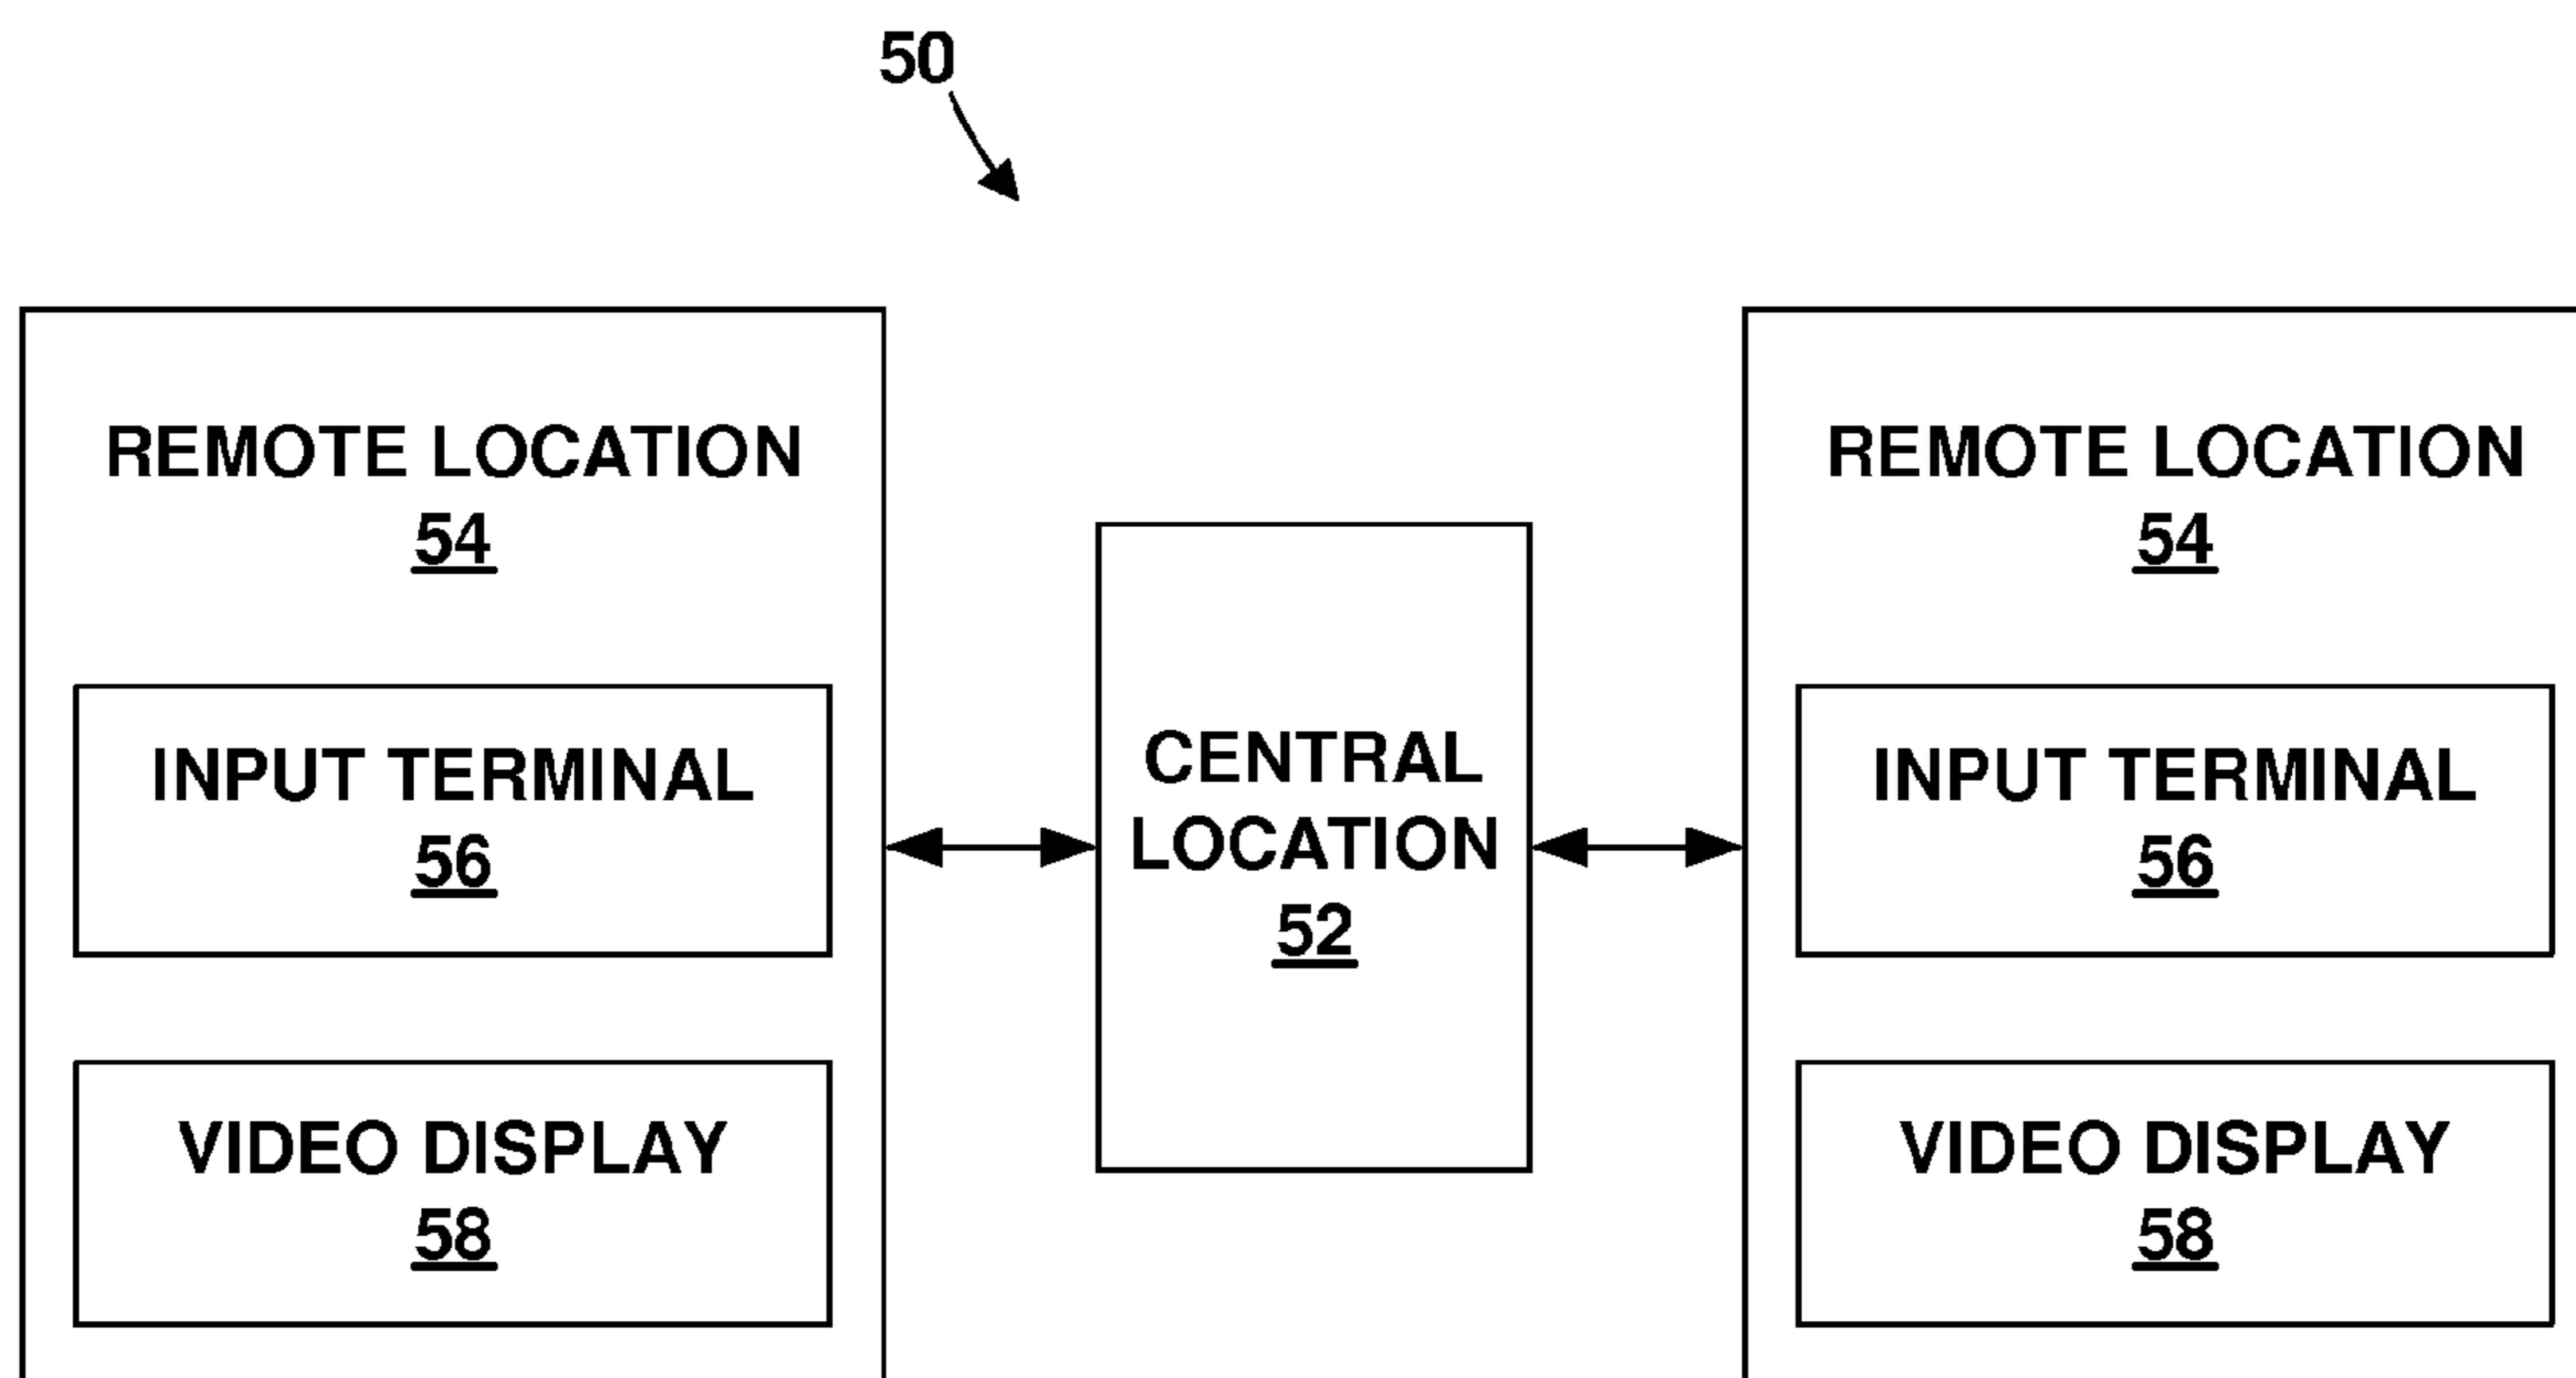 50
REMOTE LOCATION
54
INPUT TERMINAL
56
VIDEO DISPLAY
58
CENTRAL
LOCATION
52
REMOTE LOCATION
54
INPUT TERMINAL
56
VIDEO DISPLAY
58